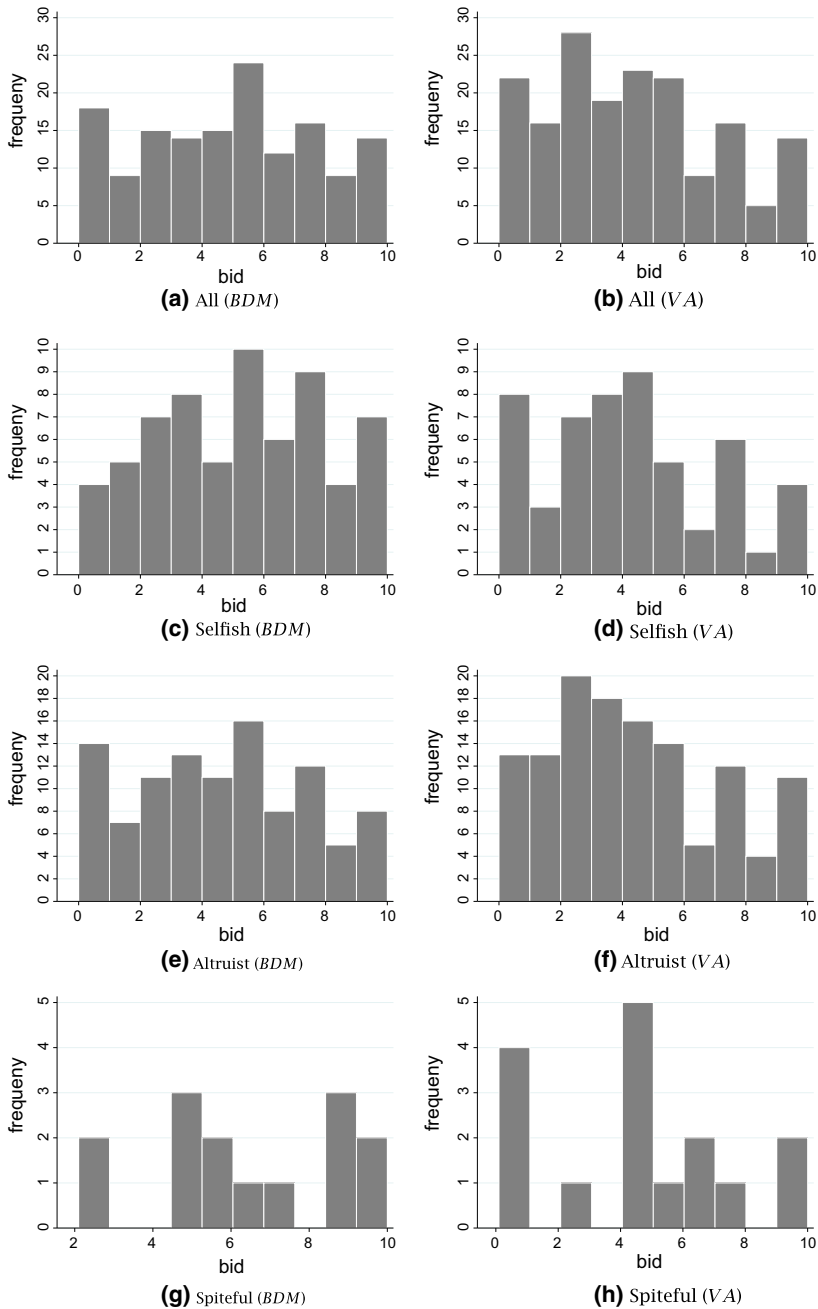 frequeny
0 5 10 15 20 25 30
0 2 4 6 8 10
bid
(a) All (BDM)
frequeny
0 5 10 15 20 25 30
0 2 4 6 8 10
bid
(b) All (VA)
frequeny
0 1 2 3 4 5 6 7 8 9 10
0 2 4 6 8 10
bid
(c) Selfish (BDM)
frequeny
0 1 2 3 4 5 6 7 8 9 10
0 2 4 6 8 10
bid
(d) Selfish (VA)
frequeny
0 2 4 6 8 10 12 14 16 18 20
0 2 4 6 8 10
bid
(e) Altruist (BDM)
frequeny
0 2 4 6 8 10 12 14 16 18 20
0 2 4 6 8 10
bid
(f) Altruist (VA)
frequeny
0 1 2 3 4 5
2 4 6 8 10
bid
(g) Spiteful (BDM)
frequeny
0 1 2 3 4 5
0 2 4 6 8 10
bid
(h) Spiteful (VA)